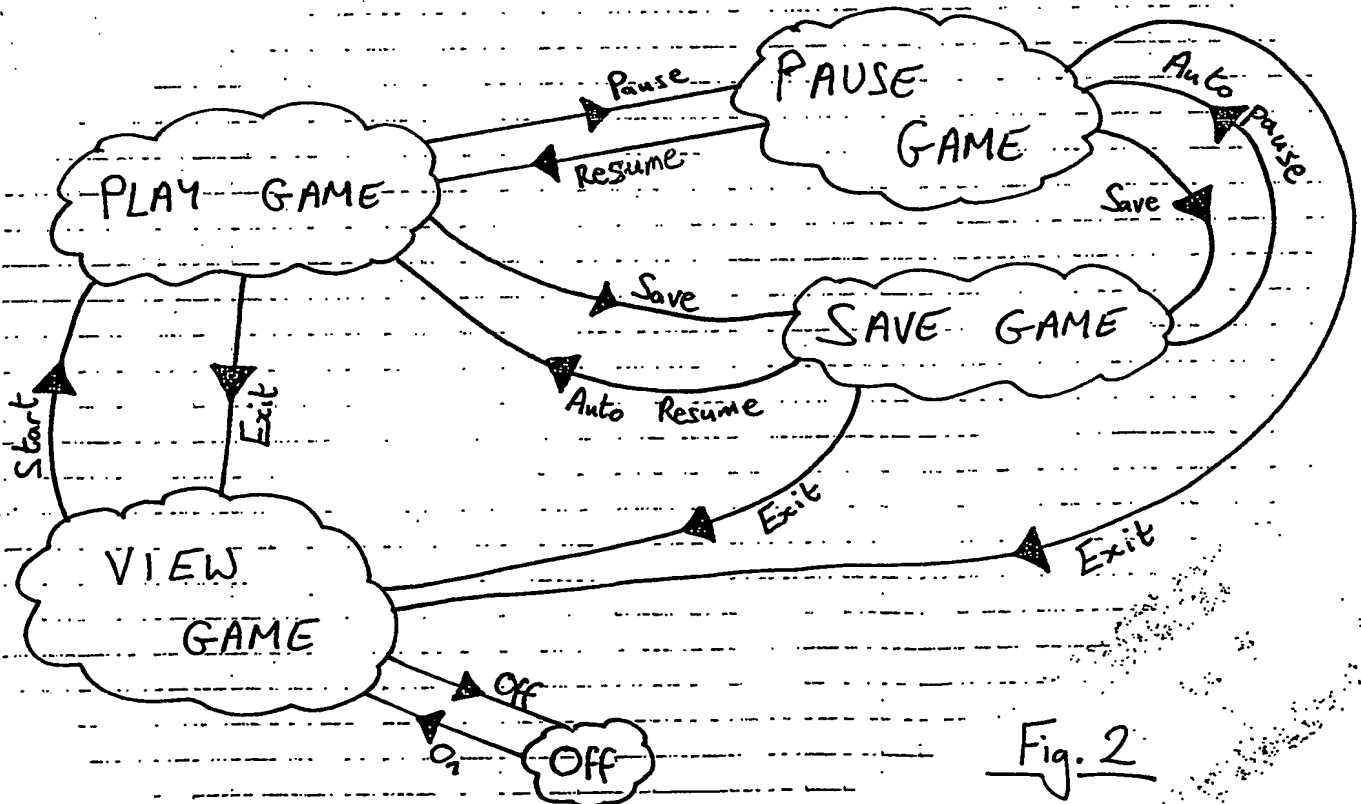 PAUSE
GAME
Pause
Resume
Auto pause
Save
PLAY GAME
Save
SAVE GAME
Auto Resume
Start
Exit
Exit
Exit
VIEW
GAME
Off
On
Off
Fig. 2